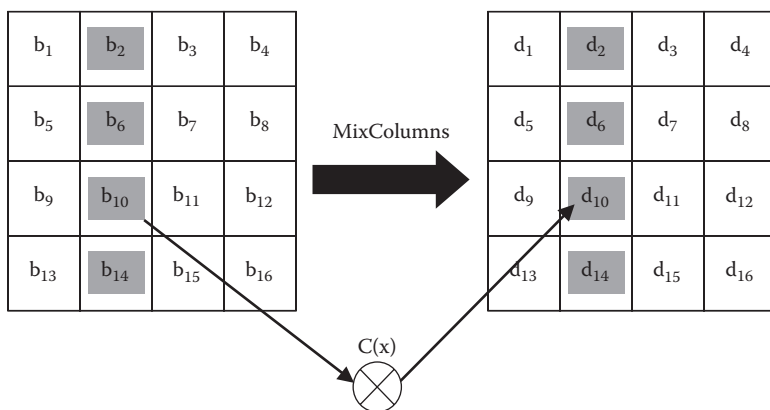 b₁ b₂ b₃ b₄ d₁ d₂ d₃ d₄
b₅ b₆ b₇ b₈ d₅ d₆ d₇ d₈
MixColumns
b₉ b₁₀ b₁₁ b₁₂ d₉ d₁₀ d₁₁ d₁₂
b₁₃ b₁₄ b₁₅ b₁₆ d₁₃ d₁₄ d₁₅ d₁₆
C(x)